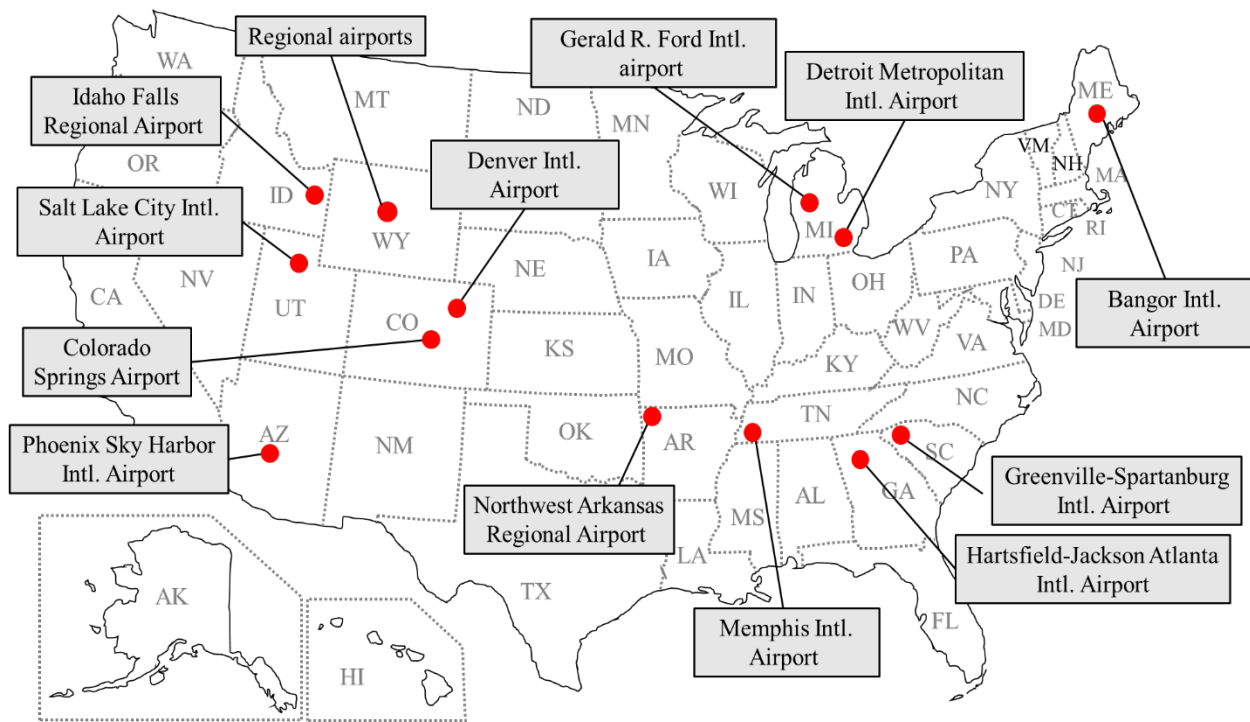 Regional airports
Gerald R. Ford Intl.
airport
Detroit Metropolitan
Intl. Airport
Idaho Falls
Regional Airport
Denver Intl.
Airport
Salt Lake City Intl.
Airport
Colorado
Springs Airport
Phoenix Sky Harbor
Intl. Airport
Northwest Arkansas
Regional Airport
Memphis Intl.
Airport
Bangor Intl.
Airport
Greenville-Spartanburg
Intl. Airport
Hartsfield-Jackson Atlanta
Intl. Airport
WA
MT
ND
MN
ME
OR
ID
WY
WI
MI
NY
VM
NH
MA
CT
RI
NV
UT
CO
NE
IA
IL
IN
OH
PA
NJ
DE
MD
CA
KS
MO
KY
WV
VA
AZ
NM
OK
AR
TN
NC
SC
TX
LA
MS
AL
GA
FL
AK
HI